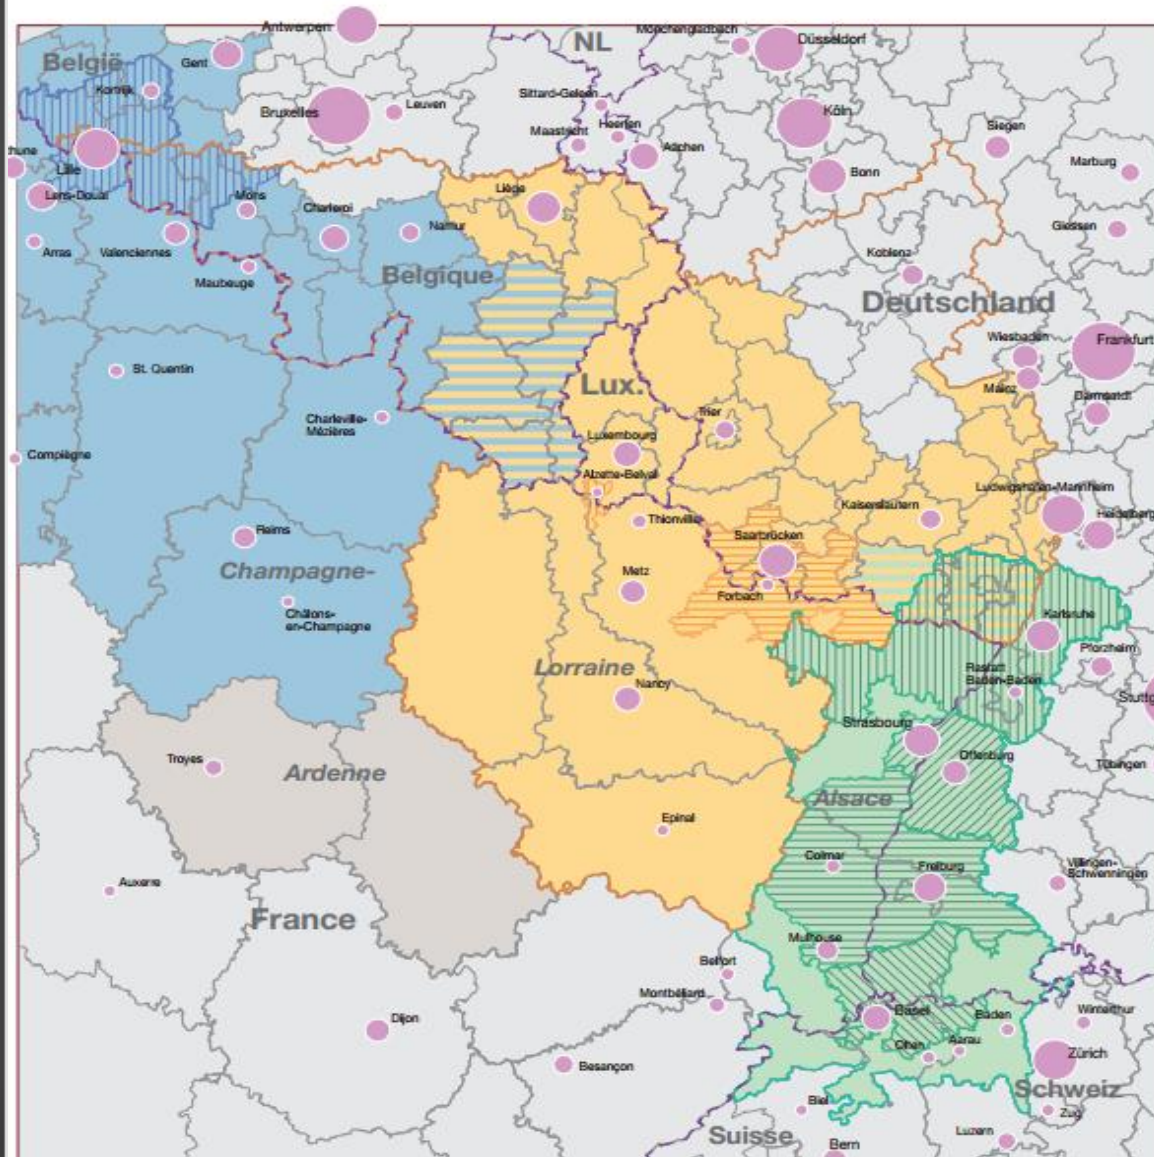 Antwerpen
NL
Mönchengladbach
Düsseldorf
België
Gent
Kortrijk
Bruxelles
Leuven
Sittard-Geleen
Köln
Maastricht
Heerlen
Aachen
Siegen
thune
Lille
Bonn
Marburg
Lens-Douai
Mons
Charleroi
Liège
Namur
Giessen
Arras
Valenciennes
Maubeuge
Belgique
Koblenz
Deutschland
Wiesbaden
Frankfurt
St. Quentin
Lux.
Mainz
Darmstadt
Charleville-
Mézières
Trier
Luxembourg
Compiègne
Alzette-Belval
Ludwigshafen-Mannheim
Kaiserslautern
Thionville
Heidelberg
Reims
Saarbrücken
Champagne-
Metz
Forbach
Châlons-
en-Champagne
Karlsruhe
Lorraine
Pforzheim
Rastatt
Baden-Baden
Nancy
Stuttg
Strasbourg
Troyes
Ardenne
Offenburg
Tübingen
Alsace
Epinal
Colmar
Freiburg
Villingen-
Schwenningen
Auxerre
France
Mulhouse
Belfort
Montbéliard
Dijon
Basel
Baden
Winterthur
Olten
Aarau
Zürich
Besançon
Schweiz
Biel
Zug
Suisse
Luzern
Bern